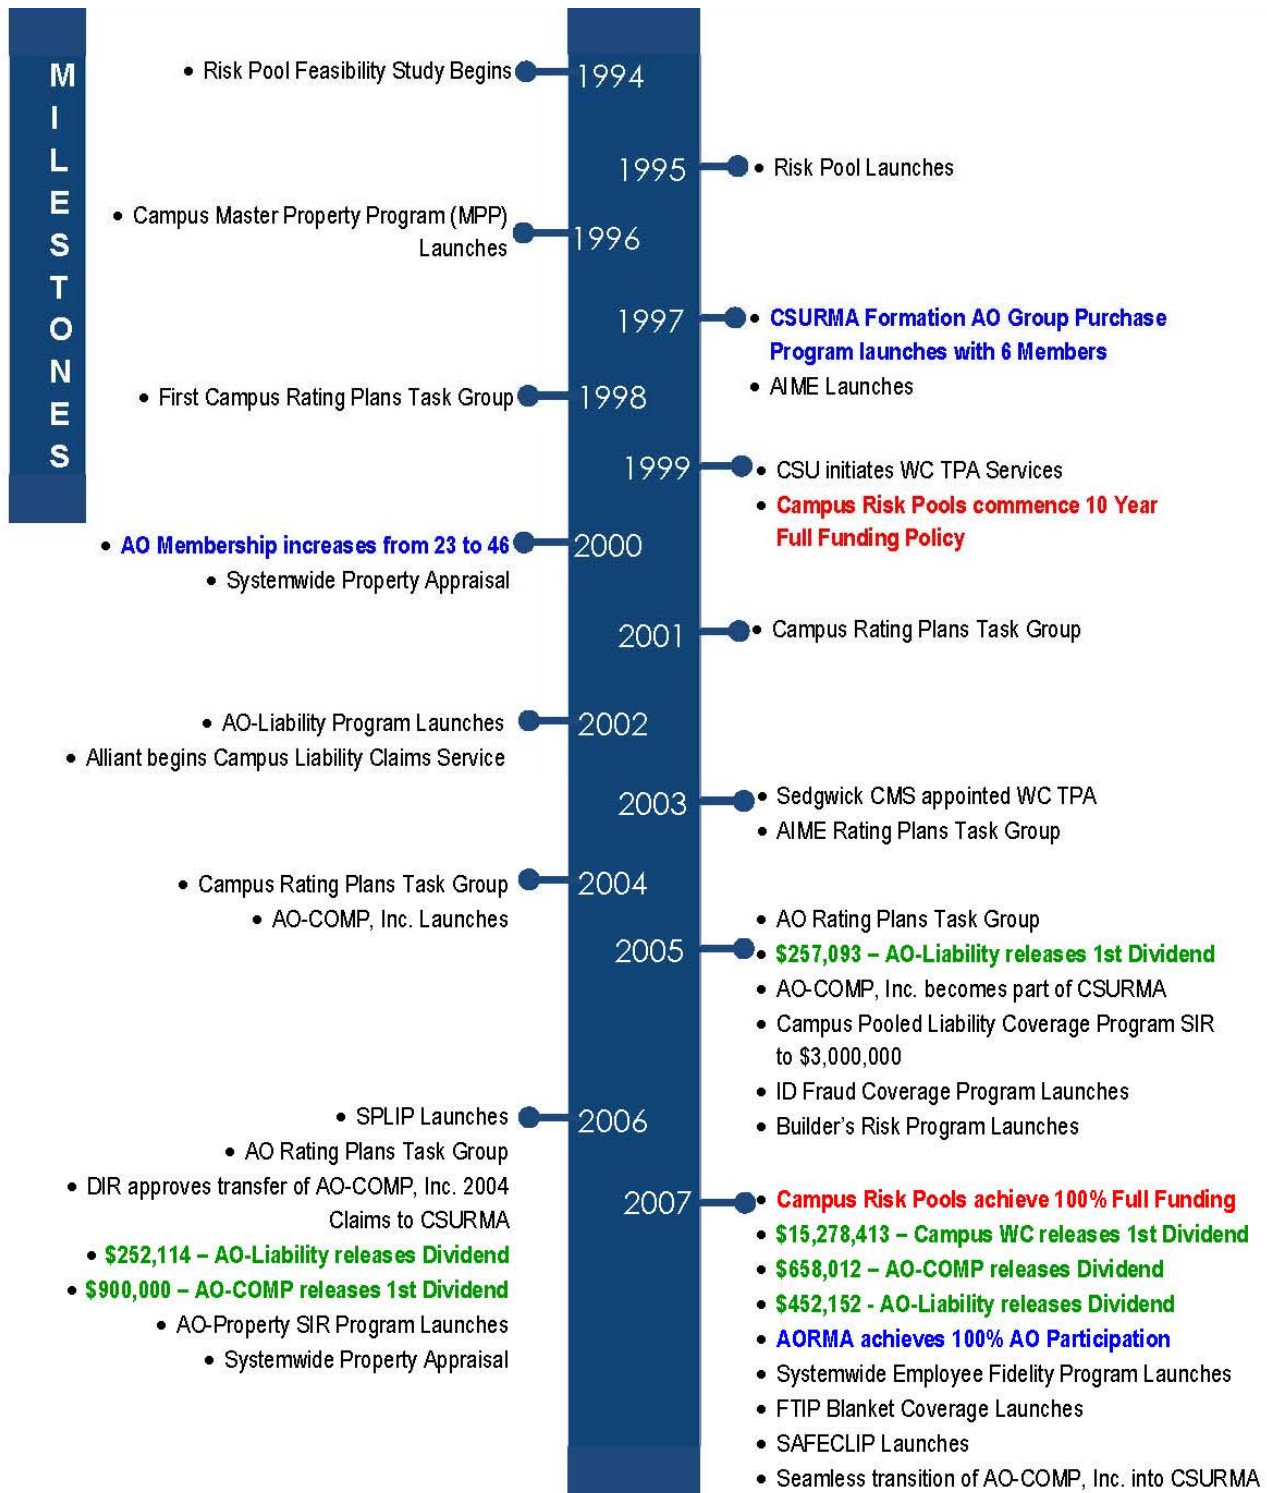 MILESTONES
• Risk Pool Feasibility Study Begins
1994
1995
• Risk Pool Launches
• Campus Master Property Program (MPP)
Launches
1996
1997
• CSURMA Formation AO Group Purchase
Program launches with 6 Members
• AIME Launches
• First Campus Rating Plans Task Group
1998
1999
• CSU initiates WC TPA Services
• Campus Risk Pools commence 10 Year
Full Funding Policy
• AO Membership increases from 23 to 46
2000
• Systemwide Property Appraisal
2001
• Campus Rating Plans Task Group
• AO-Liability Program Launches
2002
• Alliant begins Campus Liability Claims Service
2003
• Sedgwick CMS appointed WC TPA
• AIME Rating Plans Task Group
• Campus Rating Plans Task Group
2004
• AO-COMP, Inc. Launches
2005
• AO Rating Plans Task Group
• $257,093 – AO-Liability releases 1st Dividend
• AO-COMP, Inc. becomes part of CSURMA
• Campus Pooled Liability Coverage Program SIR
to $3,000,000
• ID Fraud Coverage Program Launches
• Builder's Risk Program Launches
• SPLIP Launches
2006
• AO Rating Plans Task Group
• DIR approves transfer of AO-COMP, Inc. 2004
Claims to CSURMA
• $252,114 – AO-Liability releases Dividend
• $900,000 – AO-COMP releases 1st Dividend
• AO-Property SIR Program Launches
• Systemwide Property Appraisal
2007
• Campus Risk Pools achieve 100% Full Funding
• $15,278,413 – Campus WC releases 1st Dividend
• $658,012 – AO-COMP releases Dividend
• $452,152 - AO-Liability releases Dividend
• AORMA achieves 100% AO Participation
• Systemwide Employee Fidelity Program Launches
• FTIP Blanket Coverage Launches
• SAFECLIP Launches
• Seamless transition of AO-COMP, Inc. into CSURMA